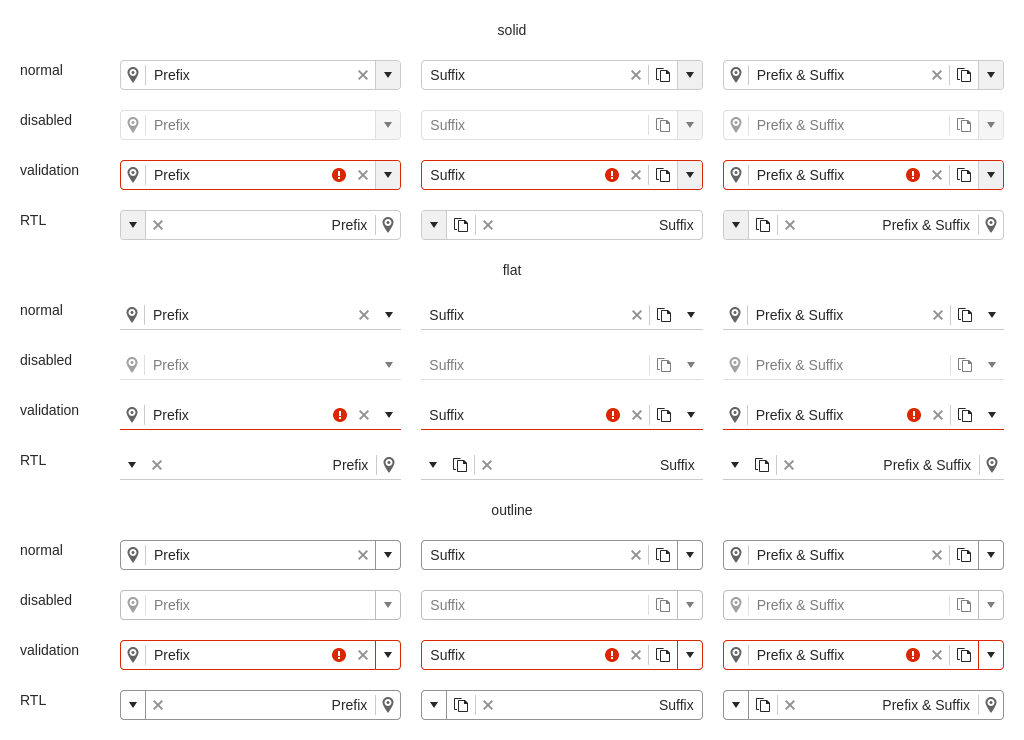 solid
normal Prefix Suffix Prefix & Suffix
disabled Prefix Suffix Prefix & Suffix
validation Prefix Suffix Prefix & Suffix
RTL Prefix Suffix Prefix & Suffix
flat
normal Prefix Suffix Prefix & Suffix
disabled Prefix Suffix Prefix & Suffix
validation Prefix Suffix Prefix & Suffix
RTL Prefix Suffix Prefix & Suffix
outline
normal Prefix Suffix Prefix & Suffix
disabled Prefix Suffix Prefix & Suffix
validation Prefix Suffix Prefix & Suffix
RTL Prefix Suffix Prefix & Suffix